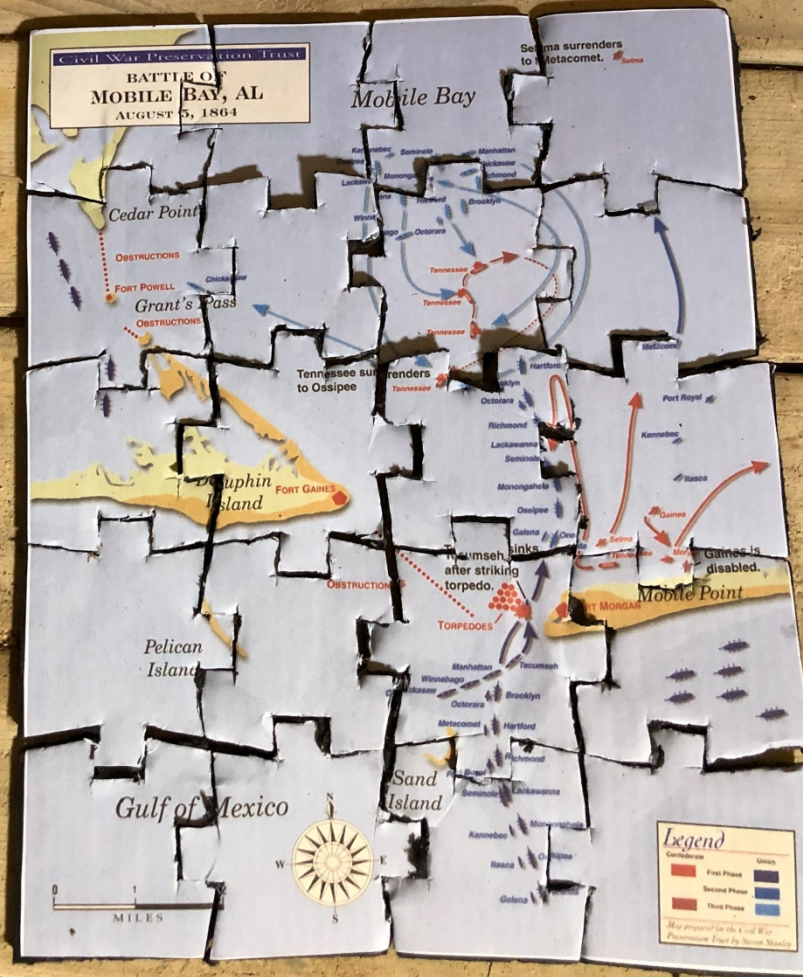 Civil War Preservation Trust
BATTLE OF
MOBILE BAY, AL
AUGUST 5, 1864
Mobile Bay
Selma surrenders
to Metacomet.
Selma
Kennebec
Seminole
Manhattan
Chickasaw
Richmond
Hartford
Brooklyn
Octorara
Cedar Point
OBSTRUCTIONS
FORT POWELL
Grant's Pass
OBSTRUCTIONS
Chickasaw
Tennessee
Tennessee
Tennessee
Tennessee surrenders
to Ossipee
Tennessee
Metacomet
Hartford
Octorara
Richmond
Lackawanna
Seminole
Monongahela
Ossipee
Galena
Port Royal
Kennebec
Itasca
Gaines
Selma
Tennessee
Gaines is
disabled.
Dauphin
Island
FORT GAINES
OBSTRUCTIONS
Tecumseh sinks
after striking
torpedo.
TORPEDOES
FORT MORGAN
Mobile Point
Pelican
Island
Manhattan
Tecumseh
Winnebago
Chickasaw
Brooklyn
Octorara
Metacomet
Hartford
Richmond
Port Royal
Sand
Island
Seminole
Lackawanna
Kennebec
Monongahela
Itasca
Ossipee
Galena
Gulf of Mexico
N
W
E
S
0 1
MILES
Legend
Confederate
Union
First Phase
Second Phase
Third Phase
Map prepared for the Civil War
Preservation Trust by Steven Stanley